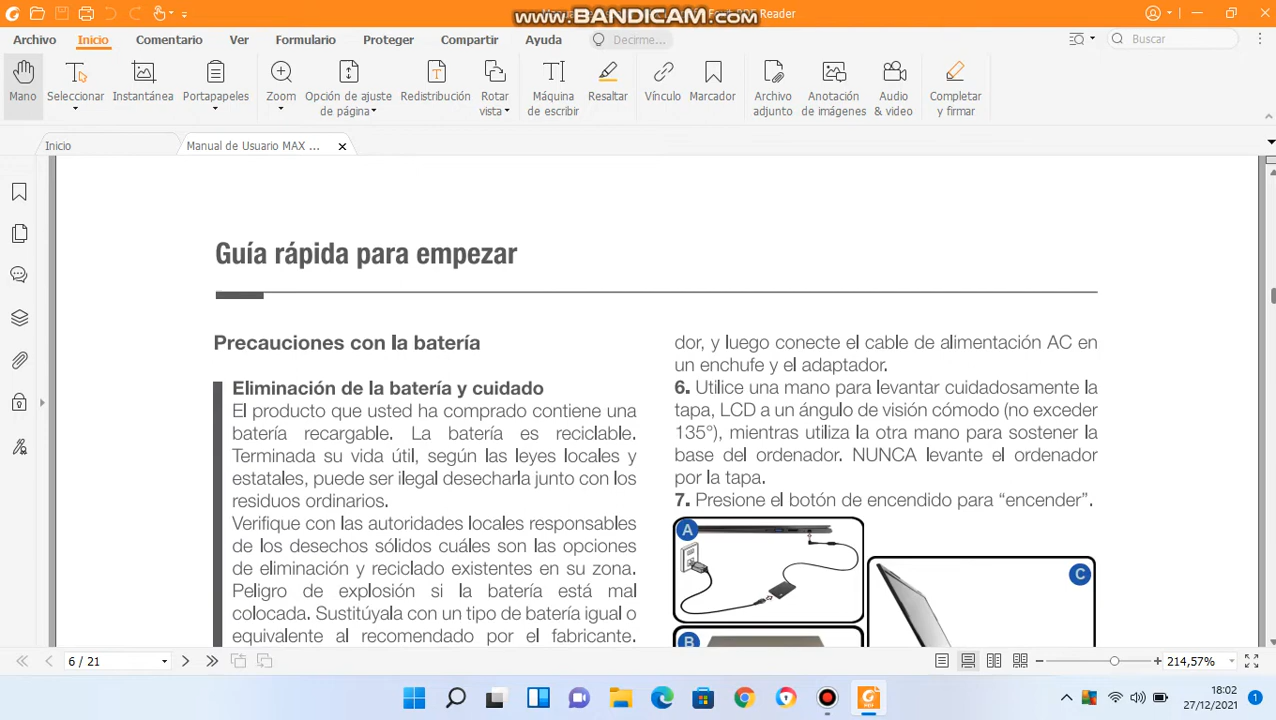 www.BANDICAM.com
Reader
Archivo
Inicio
Comentario
Ver
Formulario
Proteger
Compartir
Ayuda
Decirme...
Buscar
Mano
Seleccionar
Instantánea
Portapapeles
Zoom
Opción de ajuste
de página
Redistribución
Rotar
vista
Máquina
de escribir
Resaltar
Vínculo
Marcador
Archivo
adjunto
Anotación
de imágenes
Audio
& video
Completar
y firmar
Inicio
Manual de Usuario MAX ...
Guía rápida para empezar
Precauciones con la batería
Eliminación de la batería y cuidado
El producto que usted ha comprado contiene una
batería recargable. La batería es reciclable.
Terminada su vida útil, según las leyes locales y
estatales, puede ser ilegal desecharla junto con los
residuos ordinarios.
Verifique con las autoridades locales responsables
de los desechos sólidos cuáles son las opciones
de eliminación y reciclado existentes en su zona.
Peligro de explosión si la batería está mal
colocada. Sustitúyala con un tipo de batería igual o
equivalente al recomendado por el fabricante.
dor, y luego conecte el cable de alimentación AC en
un enchufe y el adaptador.
6. Utilice una mano para levantar cuidadosamente la
tapa, LCD a un ángulo de visión cómodo (no exceder
135°), mientras utiliza la otra mano para sostener la
base del ordenador. NUNCA levante el ordenador
por la tapa.
7. Presione el botón de encendido para “encender”.
A
B
C
6 / 21
214,57%
18:02
27/12/2021
1